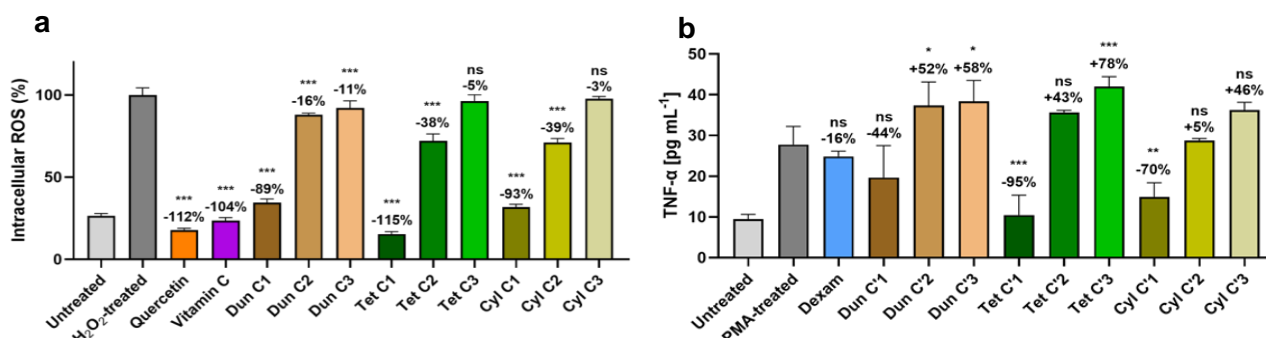 a
Intracellular ROS (%)
100
50
0
***
-112%
***
-104%
***
-89%
***
-16%
***
-11%
***
-115%
***
-38%
ns
-5%
***
-93%
***
-39%
ns
-3%
Untreated
H₂O₂-treated
Quercetin
Vitamin C
Dun C1
Dun C2
Dun C3
Tet C1
Tet C2
Tet C3
Cyl C1
Cyl C2
Cyl C3
b
TNF-α [pg mL⁻¹]
50
40
30
20
10
0
ns
-16%
ns
-44%
*
+52%
*
+58%
***
-95%
ns
+43%
***
+78%
**
-70%
ns
+5%
ns
+46%
Untreated
PMA-treated
Dexam
Dun C'1
Dun C'2
Dun C'3
Tet C'1
Tet C'2
Tet C'3
Cyl C'1
Cyl C'2
Cyl C'3